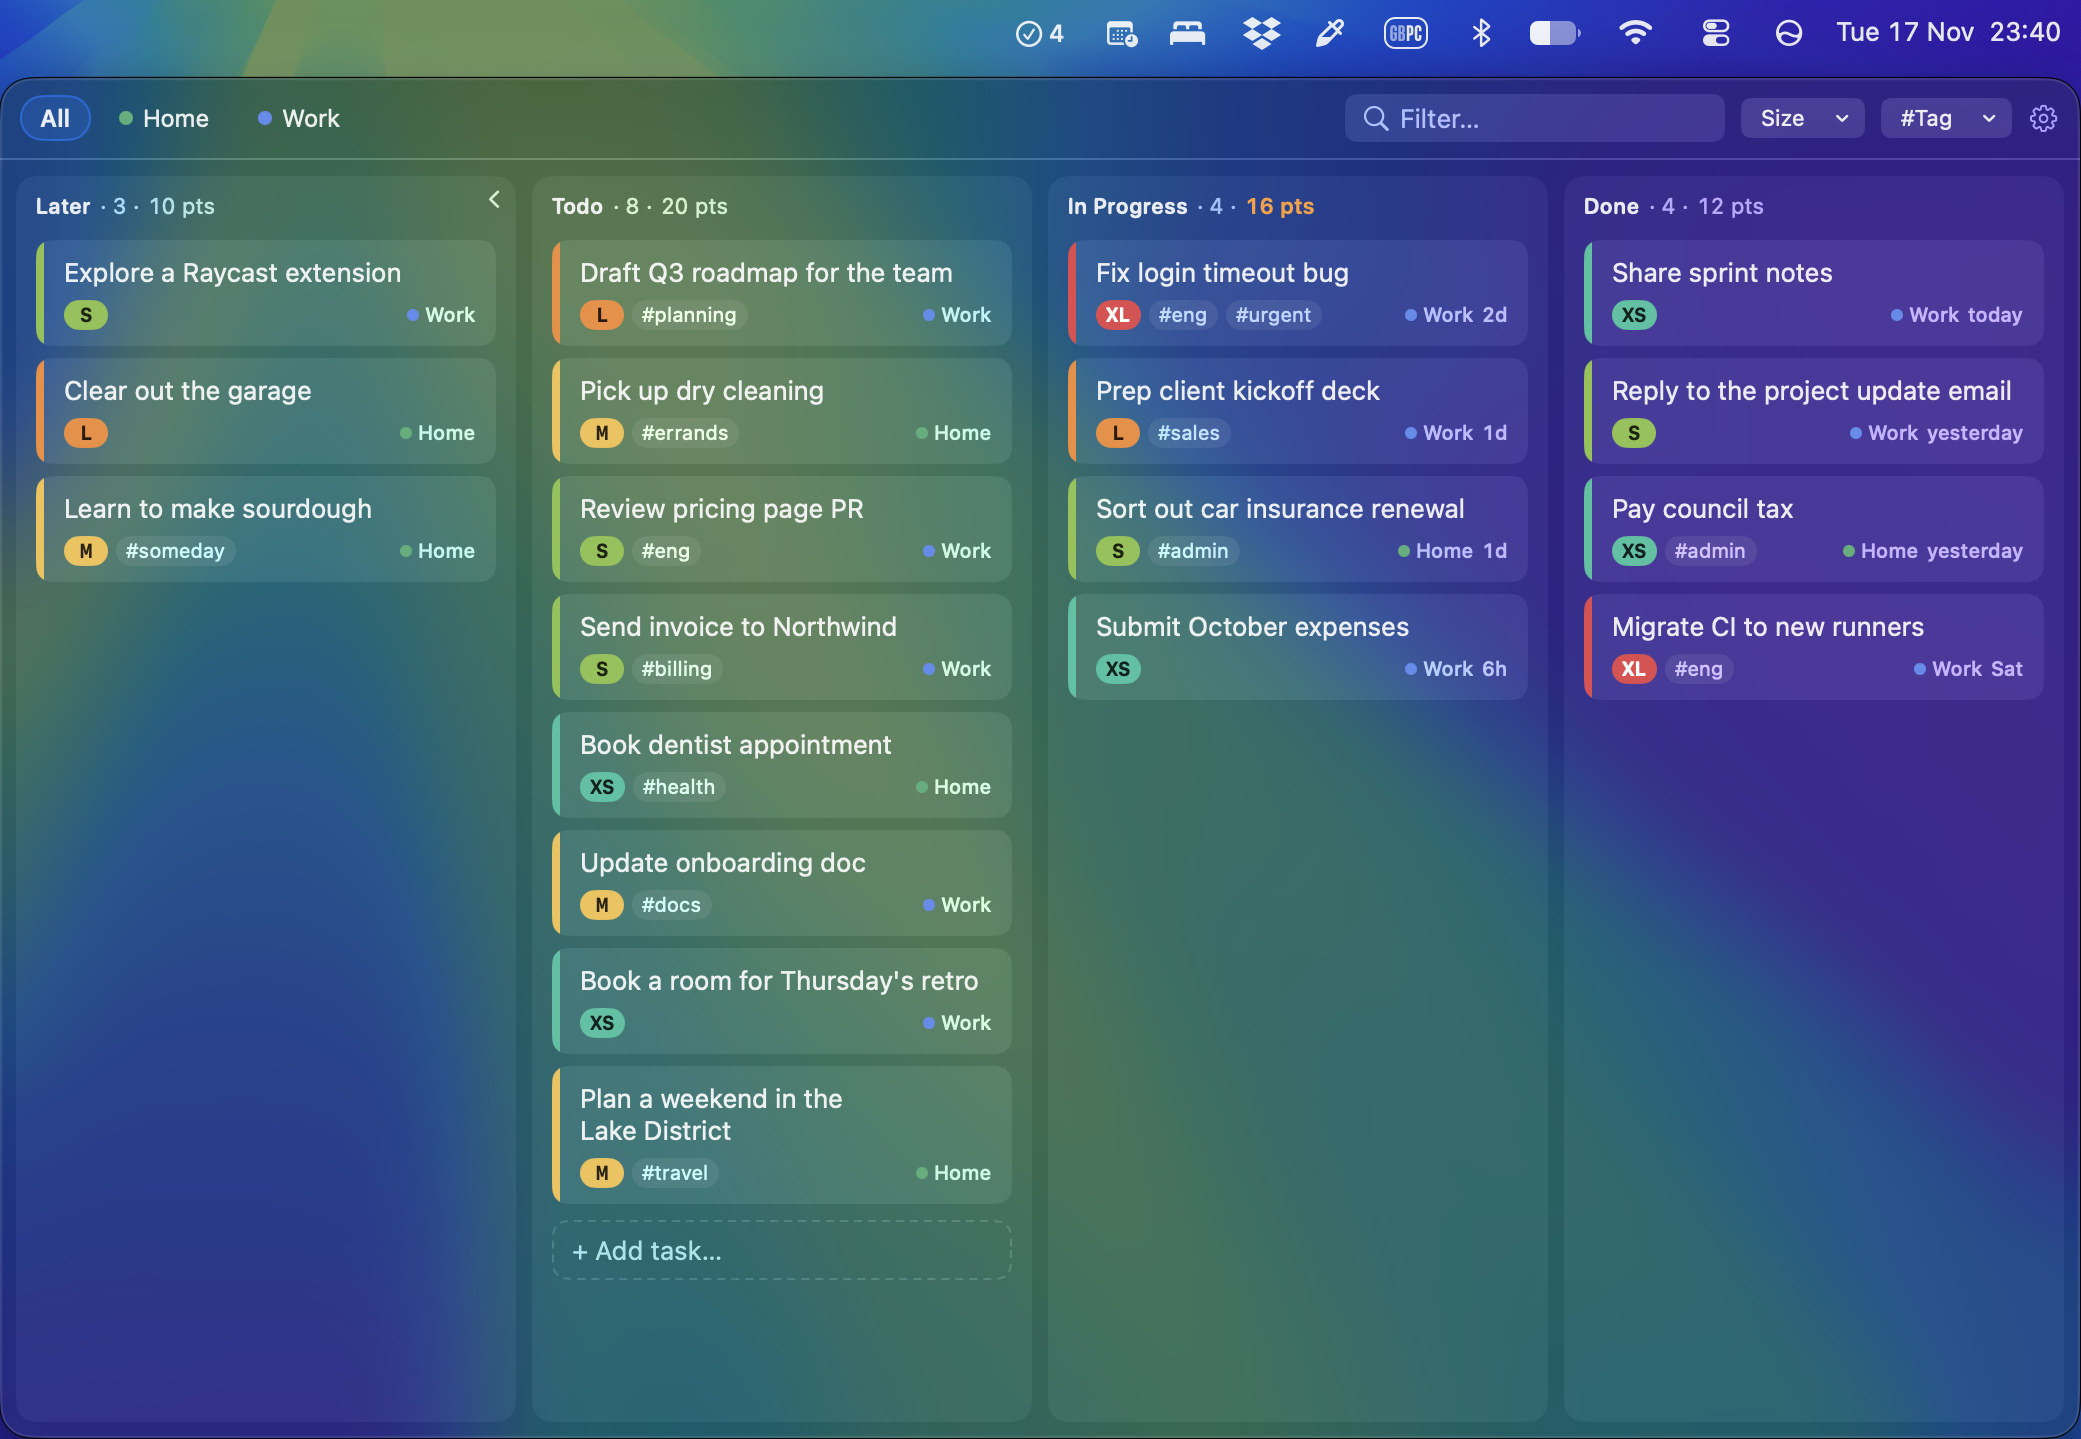 4
GBPC
Tue 17 Nov 23:40
All
Home
Work
Filter...
Size
#Tag
Later · 3 · 10 pts
Explore a Raycast extension
S Work
Clear out the garage
L Home
Learn to make sourdough
M #someday Home
Todo · 8 · 20 pts
Draft Q3 roadmap for the team
L #planning Work
Pick up dry cleaning
M #errands Home
Review pricing page PR
S #eng Work
Send invoice to Northwind
S #billing Work
Book dentist appointment
XS #health Home
Update onboarding doc
M #docs Work
Book a room for Thursday's retro
XS Work
Plan a weekend in the
Lake District
M #travel Home
+ Add task...
In Progress · 4 · 16 pts
Fix login timeout bug
XL #eng #urgent Work 2d
Prep client kickoff deck
L #sales Work 1d
Sort out car insurance renewal
S #admin Home 1d
Submit October expenses
XS Work 6h
Done · 4 · 12 pts
Share sprint notes
XS Work today
Reply to the project update email
S Work yesterday
Pay council tax
XS #admin Home yesterday
Migrate CI to new runners
XL #eng Work Sat